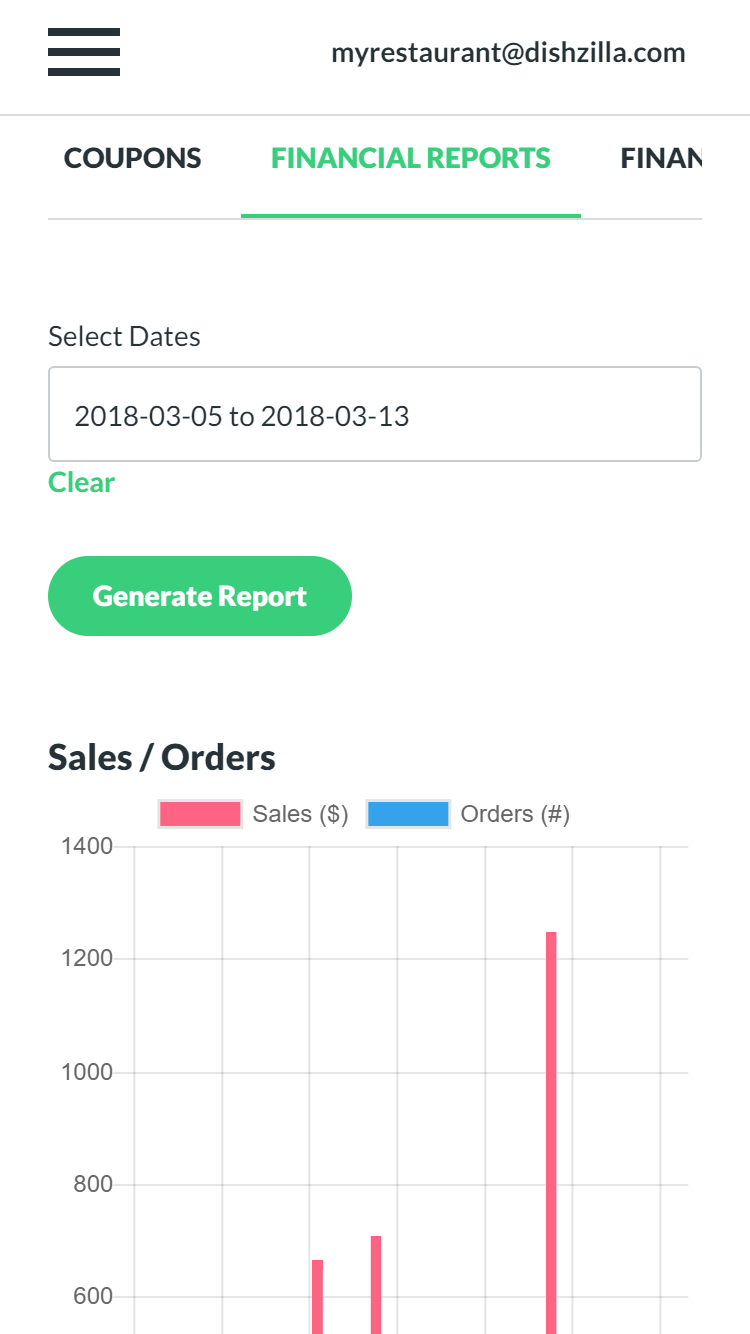 myrestaurant@dishzilla.com
COUPONS FINANCIAL REPORTS FINAN
Select Dates
2018-03-05 to 2018-03-13
Clear
Generate Report
Sales / Orders
Sales ($) Orders (#)
1400
1200
1000
800
600